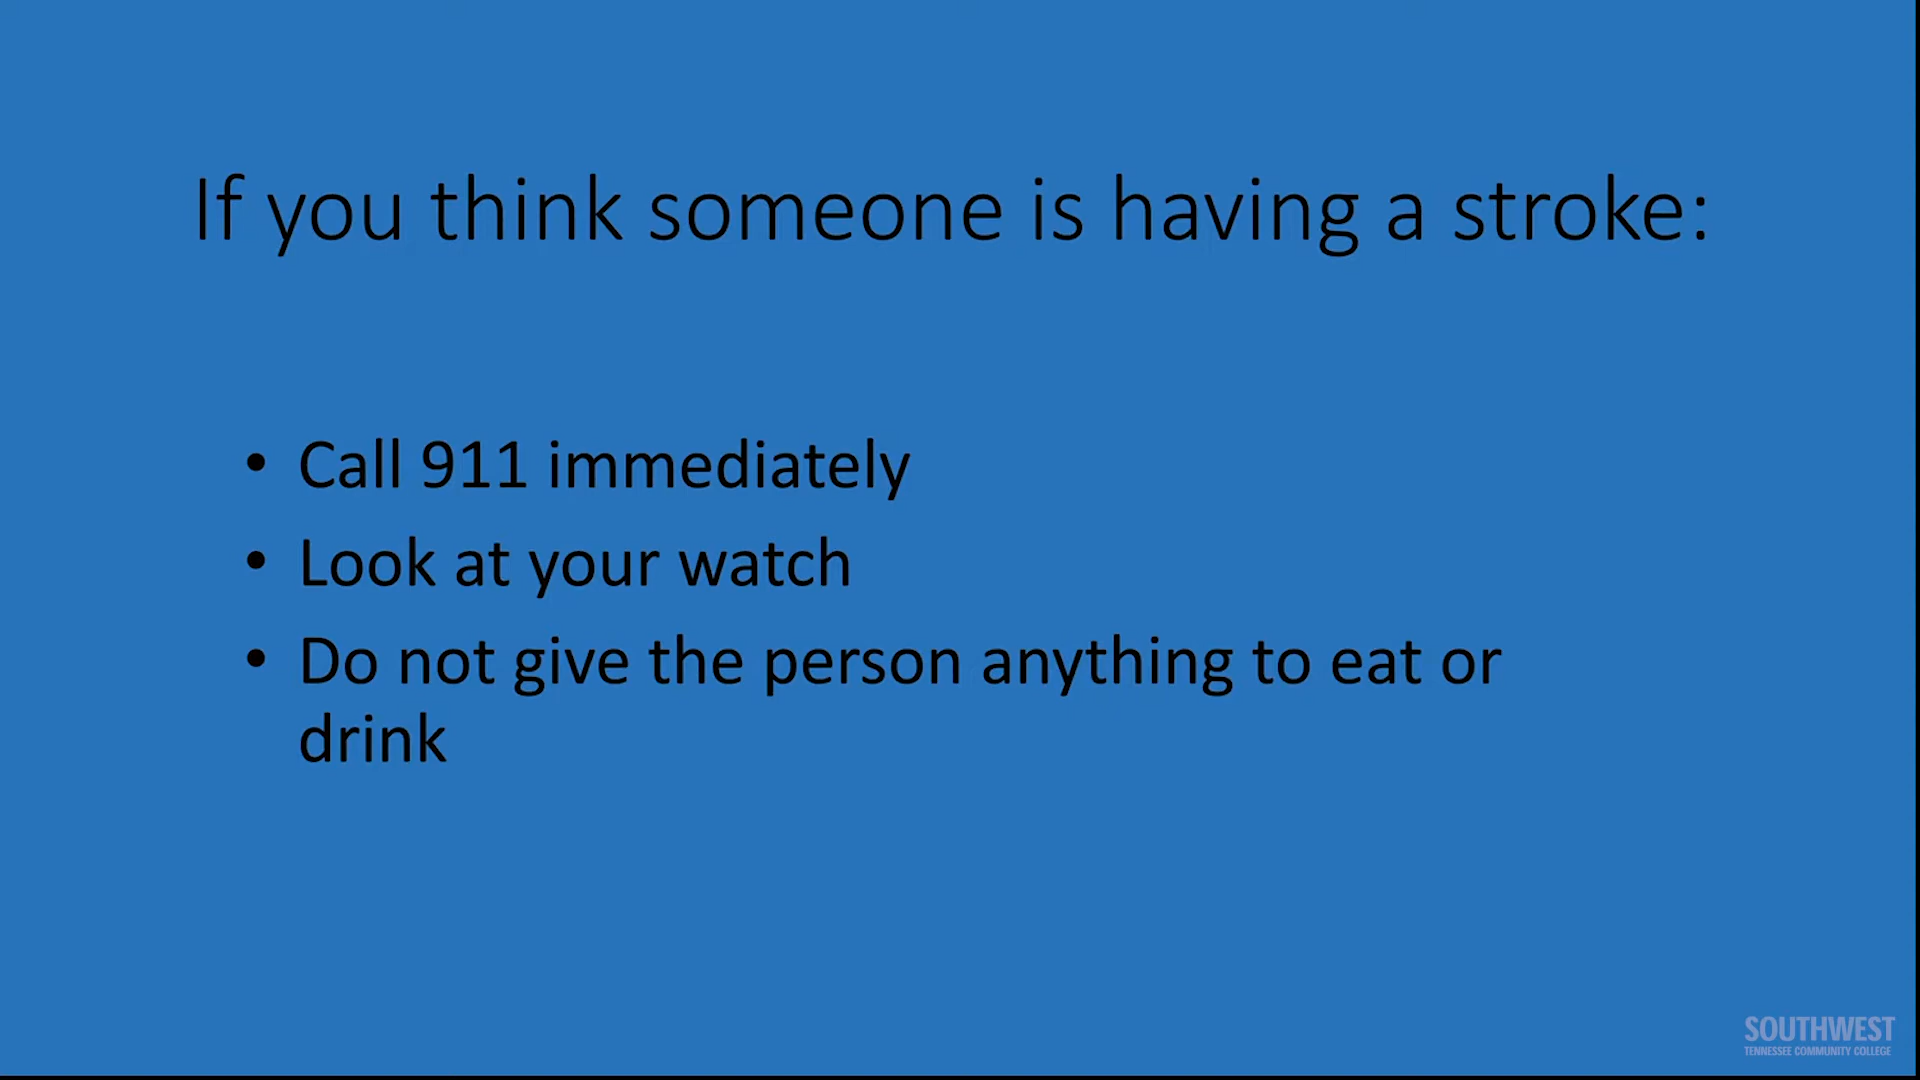 If you think someone is having a stroke:
• Call 911 immediately
• Look at your watch
• Do not give the person anything to eat or
drink
SOUTHWEST
TENNESSEE COMMUNITY COLLEGE